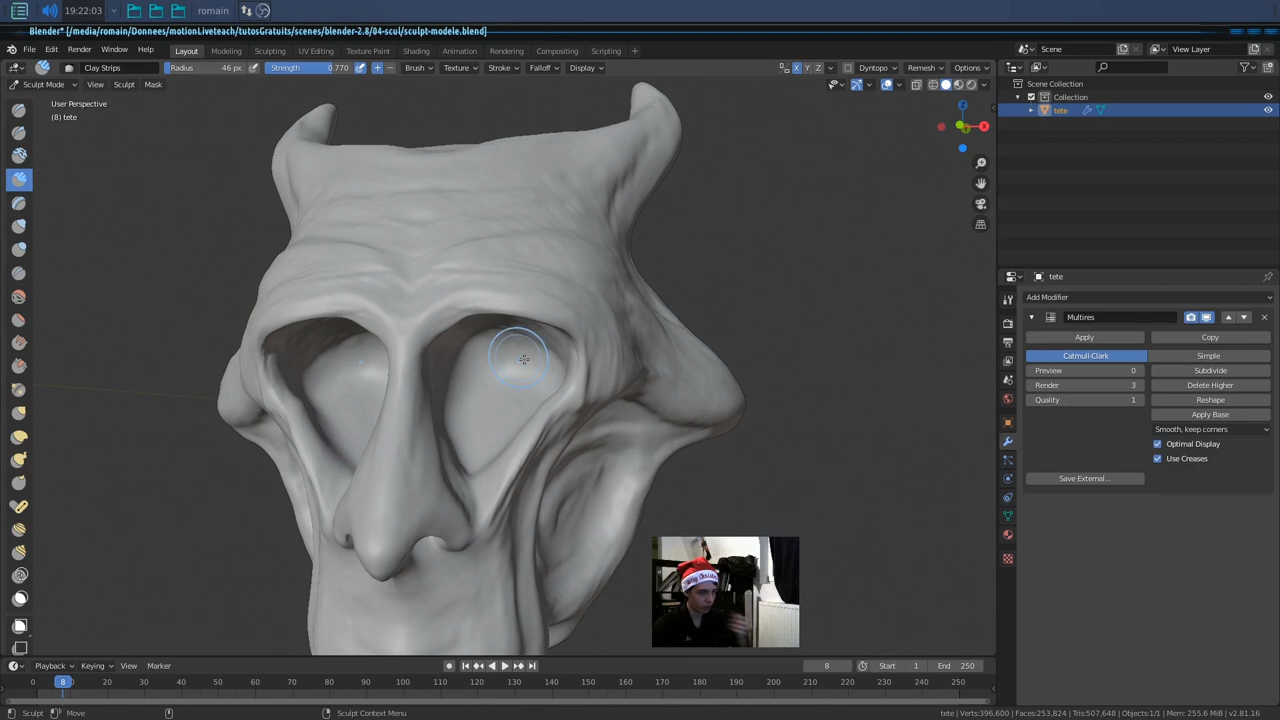 19:22:03
romain
Blender* [/media/romain/Donnees/motionLiveteach/tutosGratuits/scenes/blender-2.8/04-scul/sculpt-modele.blend]
File Edit Render Window Help
Layout Modeling Sculpting UV Editing Texture Paint Shading Animation Rendering Compositing Scripting +
Scene
View Layer
Clay Strips
Radius 46 px
Strength 0.770
Brush Texture Stroke Falloff Display
X Y Z
Dyntopo Remesh Options
Sculpt Mode View Sculpt Mask
User Perspective
(8) tete
Z
X
Scene Collection
Collection
tete
tete
Add Modifier
Multires
Apply Copy
Catmull-Clark Simple
Preview 0 Subdivide
Render 3 Delete Higher
Quality 1 Reshape
Apply Base
Smooth, keep corners
Optimal Display
Use Creases
Save External...
Playback Keying View Marker
8
Start 1
End 250
0 8 20 30 40 50 60 70 80 90 100 110 120 130 140 150 160 170 180 190 200 210 220 230 240 250
Sculpt Move Sculpt Context Menu
tete | Verts:396,600 | Faces:253,824 | Tris:507,648 | Objects:1/1 | Mem: 255.6 MiB | v2.81.16